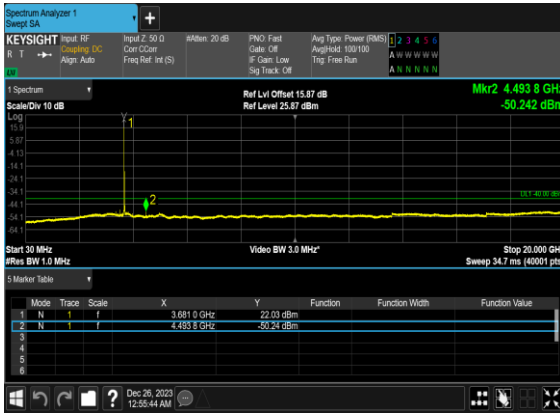 Spectrum Analyzer 1
Swept SA
+
KEYSIGHT Input: RF Input Z: 50 Ω #Atten: 20 dB PNO: Fast Avg Type: Power (RMS) 1 2 3 4 5 6
R T Coupling: DC Corr CCorr Gate: Off Avg|Hold: 100/100 A W W W W W
Align: Auto Freq Ref: Int (S) IF Gain: Low Trig: Free Run
Sig Track: Off A N N N N N
1 Spectrum
Scale/Div 10 dB
Ref Lvl Offset 15.87 dB
Ref Level 25.87 dBm
Mkr2 4.493 8 GHz
-50.242 dBm
Log
15.9
5.87
-4.13
-14.1
-24.1
-34.1
-44.1
-54.1
-64.1
1
2
DL1 -40.00 dBm
Start 30 MHz Video BW 3.0 MHz* Stop 20.000 GHz
#Res BW 1.0 MHz Sweep 34.7 ms (40001 pts)
5 Marker Table
Mode Trace Scale X Y Function Function Width Function Value
1 N 1 f 3.681 0 GHz 22.03 dBm
2 N 1 f 4.493 8 GHz -50.24 dBm
3
4
5
6
? Dec 26, 2023
12:55:44 AM